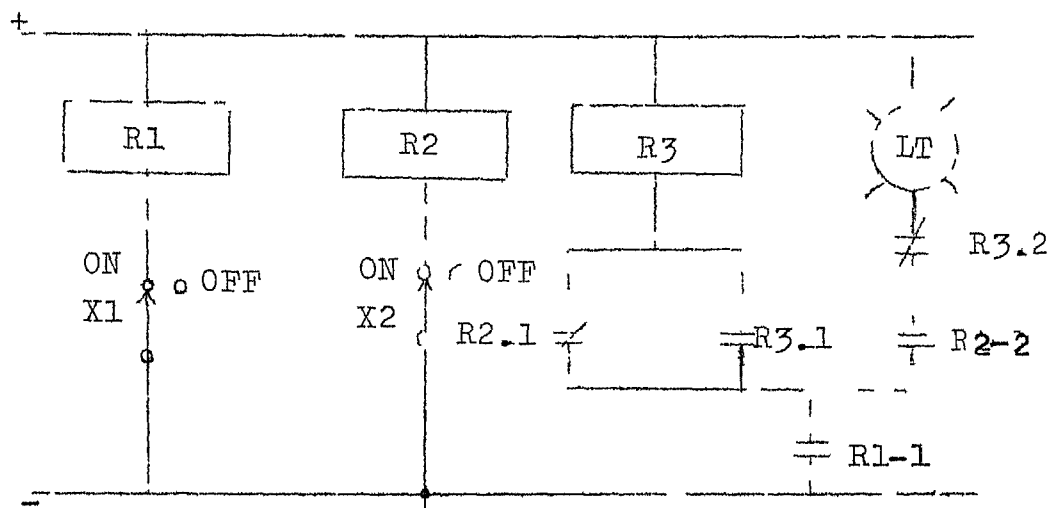 +
R1
R2
R3
LT
R3.2
ON
OFF
X1
ON
OFF
X2
R2.1
R3.1
R2-2
R1-1
-